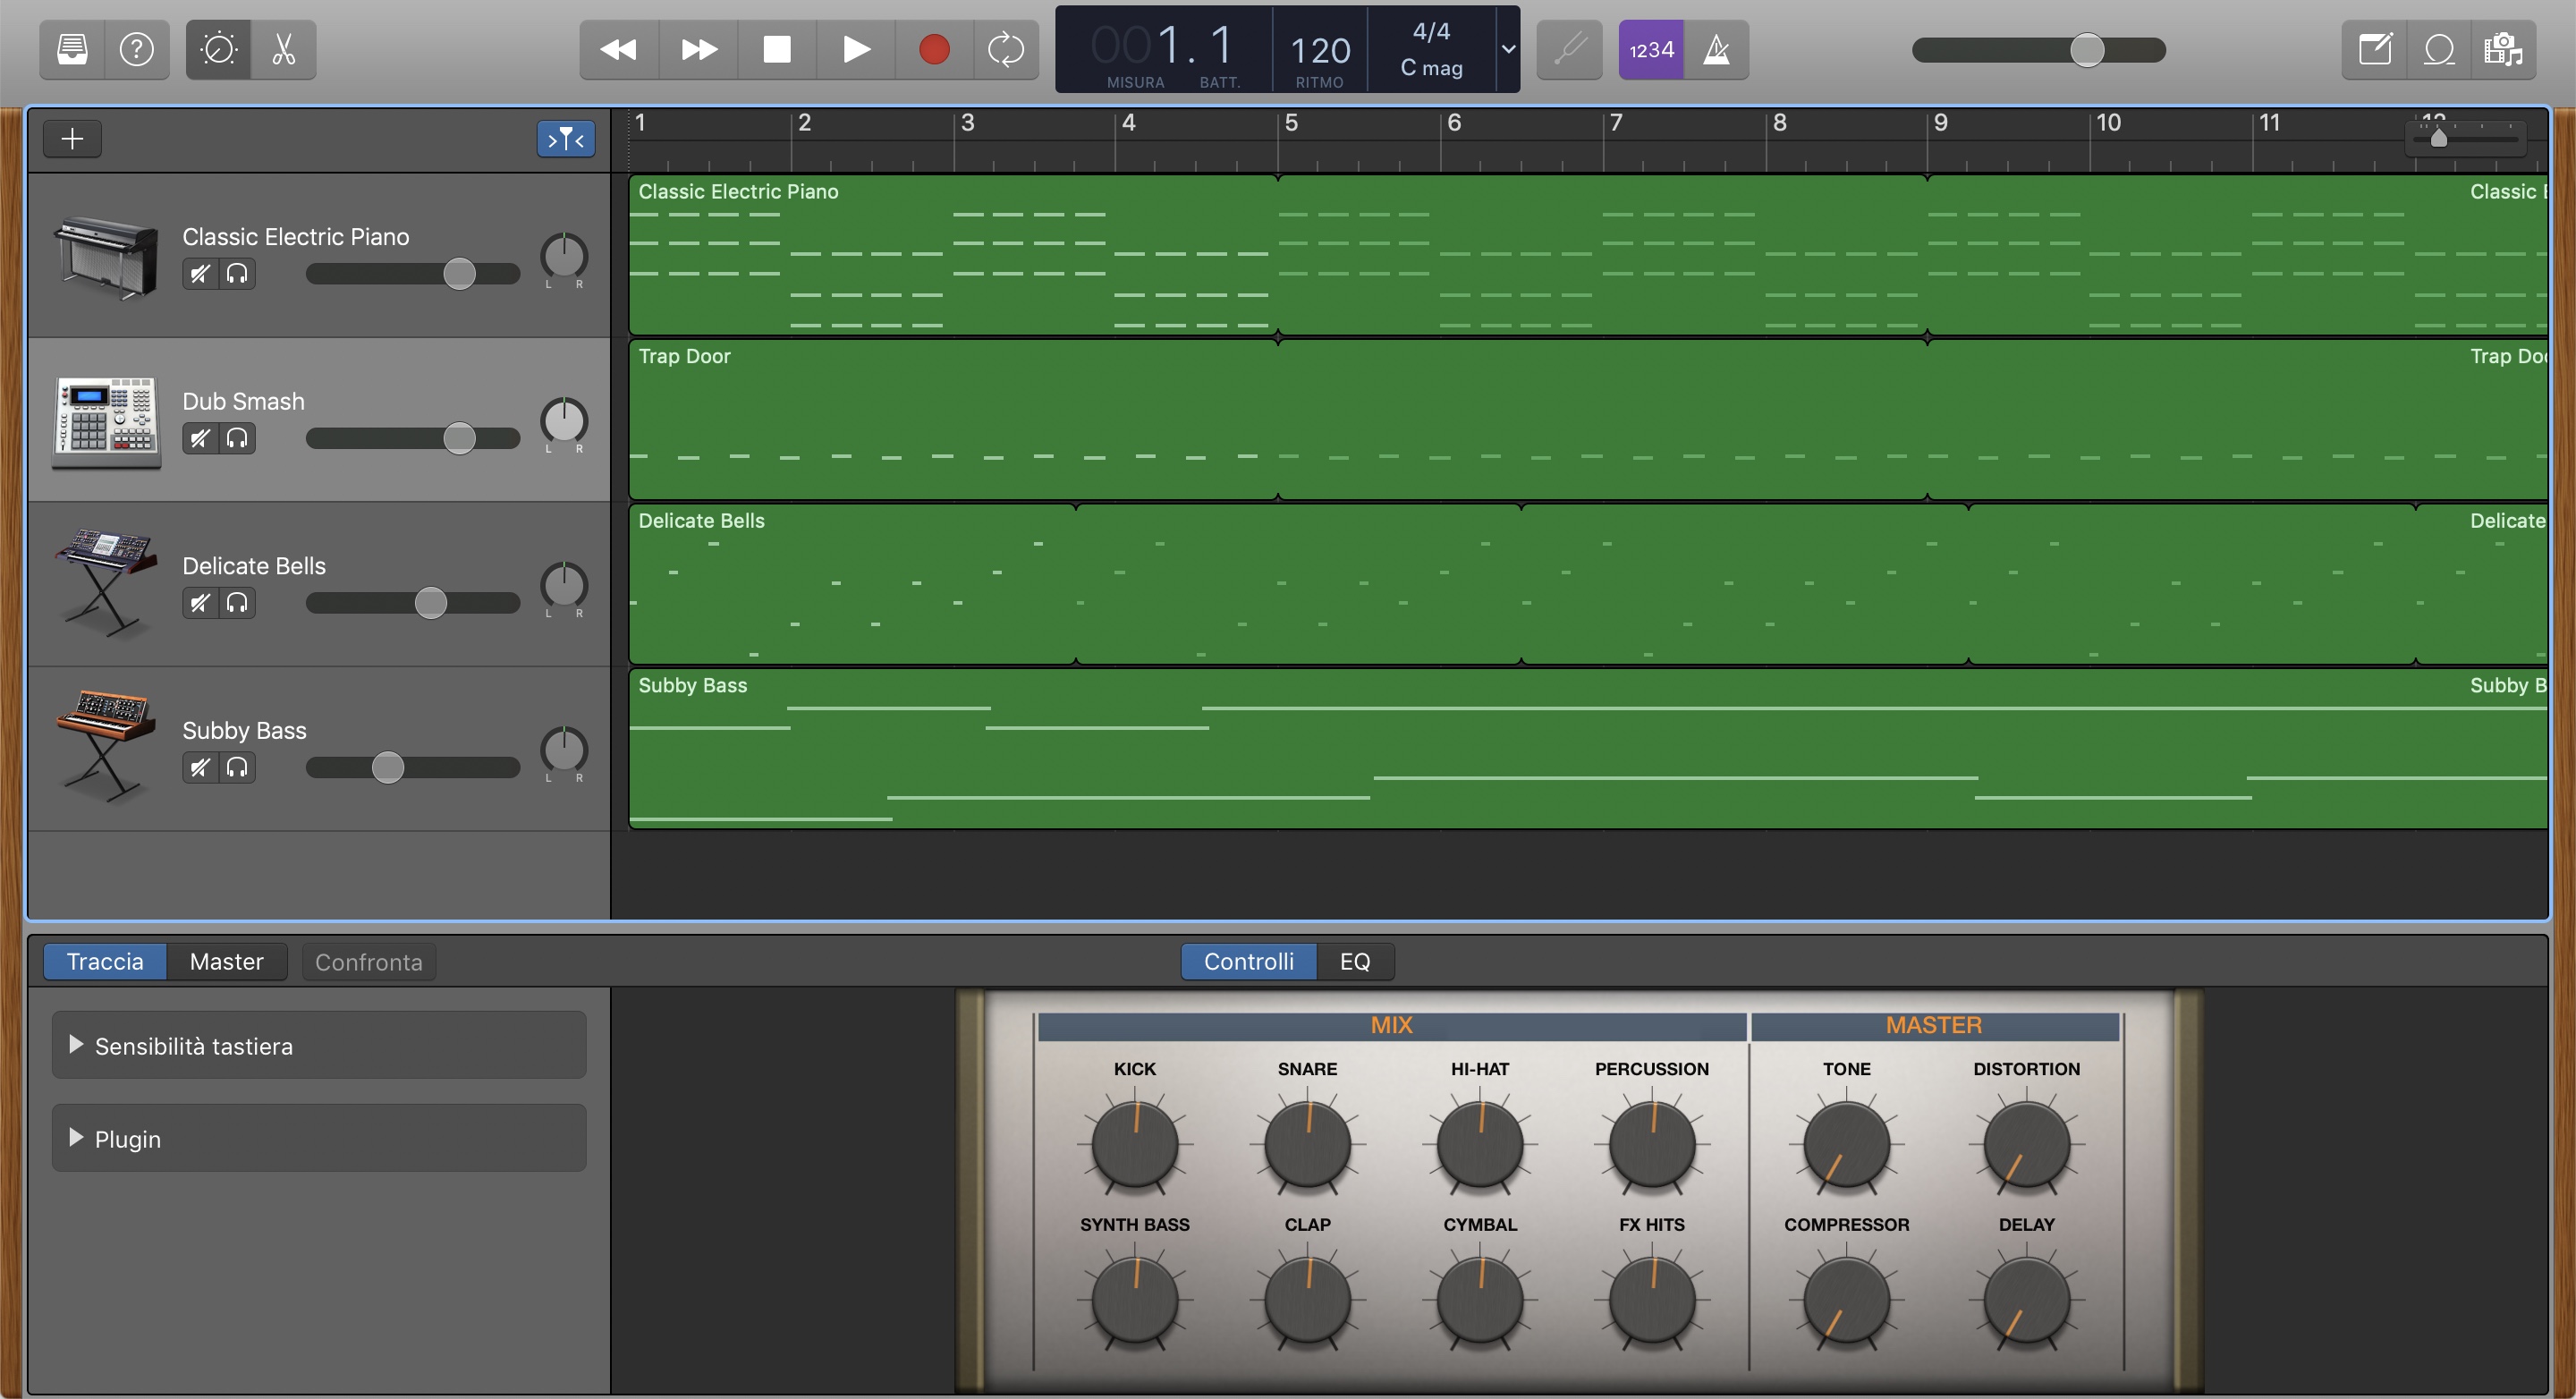 001. 1
MISURA BATT.
120
RITMO
4/4
C mag
1234
1 2 3 4 5 6 7 8 9 10 11 12
Classic Electric Piano
L R
Classic Electric Piano
Classic E
Dub Smash
L R
Trap Door
Trap Doo
Delicate Bells
L R
Delicate Bells
Delicate
Subby Bass
L R
Subby Bass
Subby B
Traccia Master Confronta
Controlli EQ
Sensibilità tastiera
Plugin
MIX MASTER
KICK SNARE HI-HAT PERCUSSION TONE DISTORTION
SYNTH BASS CLAP CYMBAL FX HITS COMPRESSOR DELAY